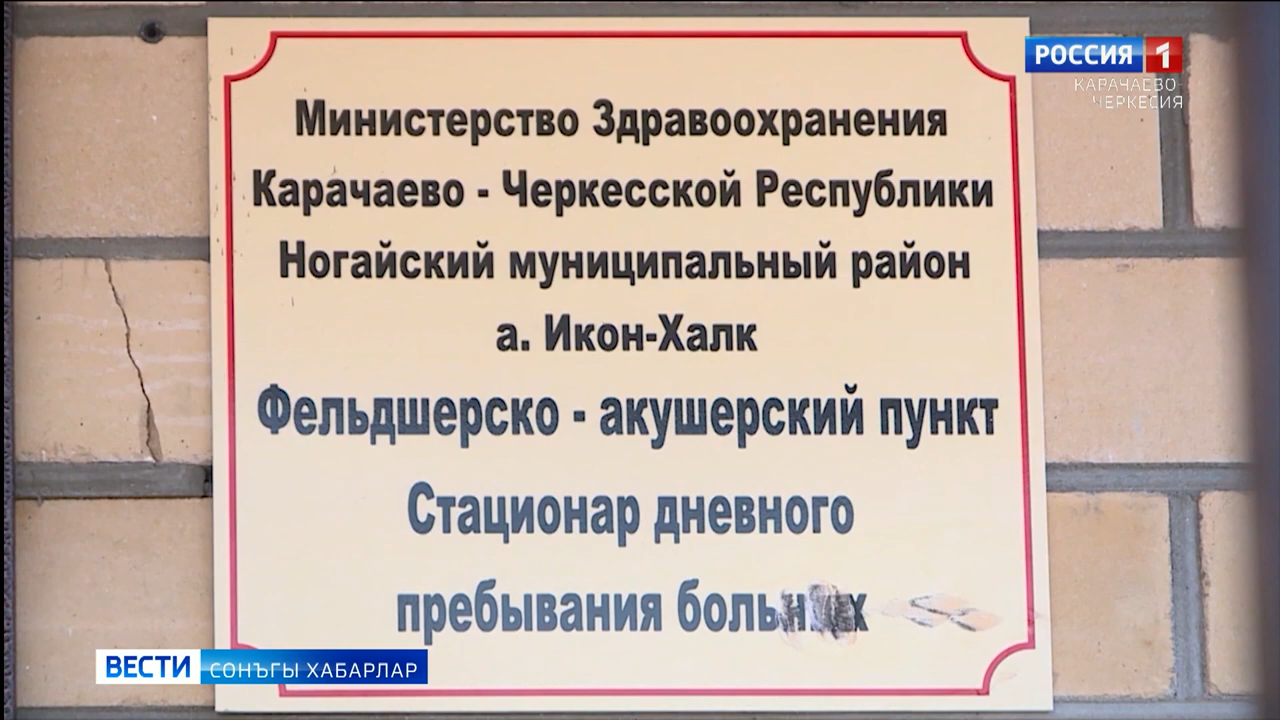 РОССИЯ 1
КАРАЧАЕВО-
ЧЕРКЕСИЯ
Министерство Здравоохранения
Карачаево - Черкесской Республики
Ногайский муниципальный район
а. Икон-Халк
Фельдшерско - акушерский пункт
Стационар дневного
пребывания больных
ВЕСТИ СОНЪГЫ ХАБАРЛАР